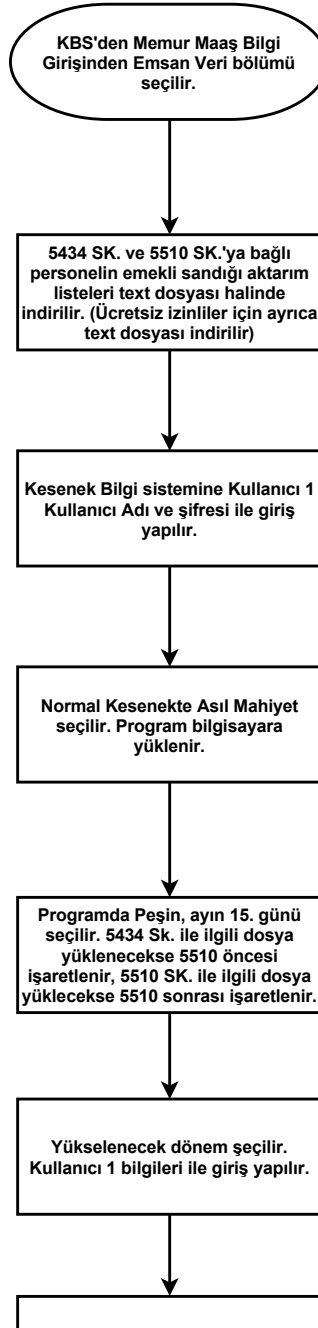 KBS'den Memur Maaş Bilgi
Girişinden Emsan Veri bölümü
seçilir.
5434 SK. ve 5510 SK.'ya bağlı
personelin emekli sandığı aktarım
listeleri text dosyası halinde
indirilir. (Ücretsiz izinliler için ayrıca
text dosyası indirilir)
Kesenek Bilgi sistemine Kullanıcı 1
Kullanıcı Adı ve şifresi ile giriş
yapılır.
Normal Kesenekte Asıl Mahiyet
seçilir. Program bilgisayara
yüklenir.
Programda Peşin, ayın 15. günü
seçilir. 5434 Sk. ile ilgili dosya
yüklenecekse 5510 öncesi
işaretlenir, 5510 SK. ile ilgili dosya
yüklecekse 5510 sonrası işaretlenir.
Yükselenecek dönem seçilir.
Kullanıcı 1 bilgileri ile giriş yapılır.